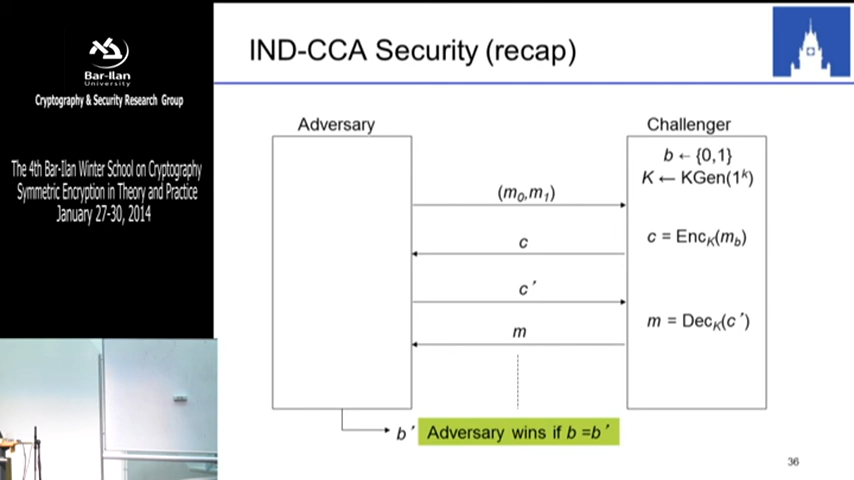 Bar-Ilan
University
Cryptography & Security Research Group
The 4th Bar-Ilan Winter School on Cryptography
Symmetric Encryption in Theory and Practice
January 27-30, 2014
IND-CCA Security (recap)
Adversary
Challenger
b ← {0,1}
K ← KGen(1ᵏ)
(m₀,m₁)
c = Enc_K(m_b)
c
c′
m = Dec_K(c′)
m
b′ Adversary wins if b =b′
36